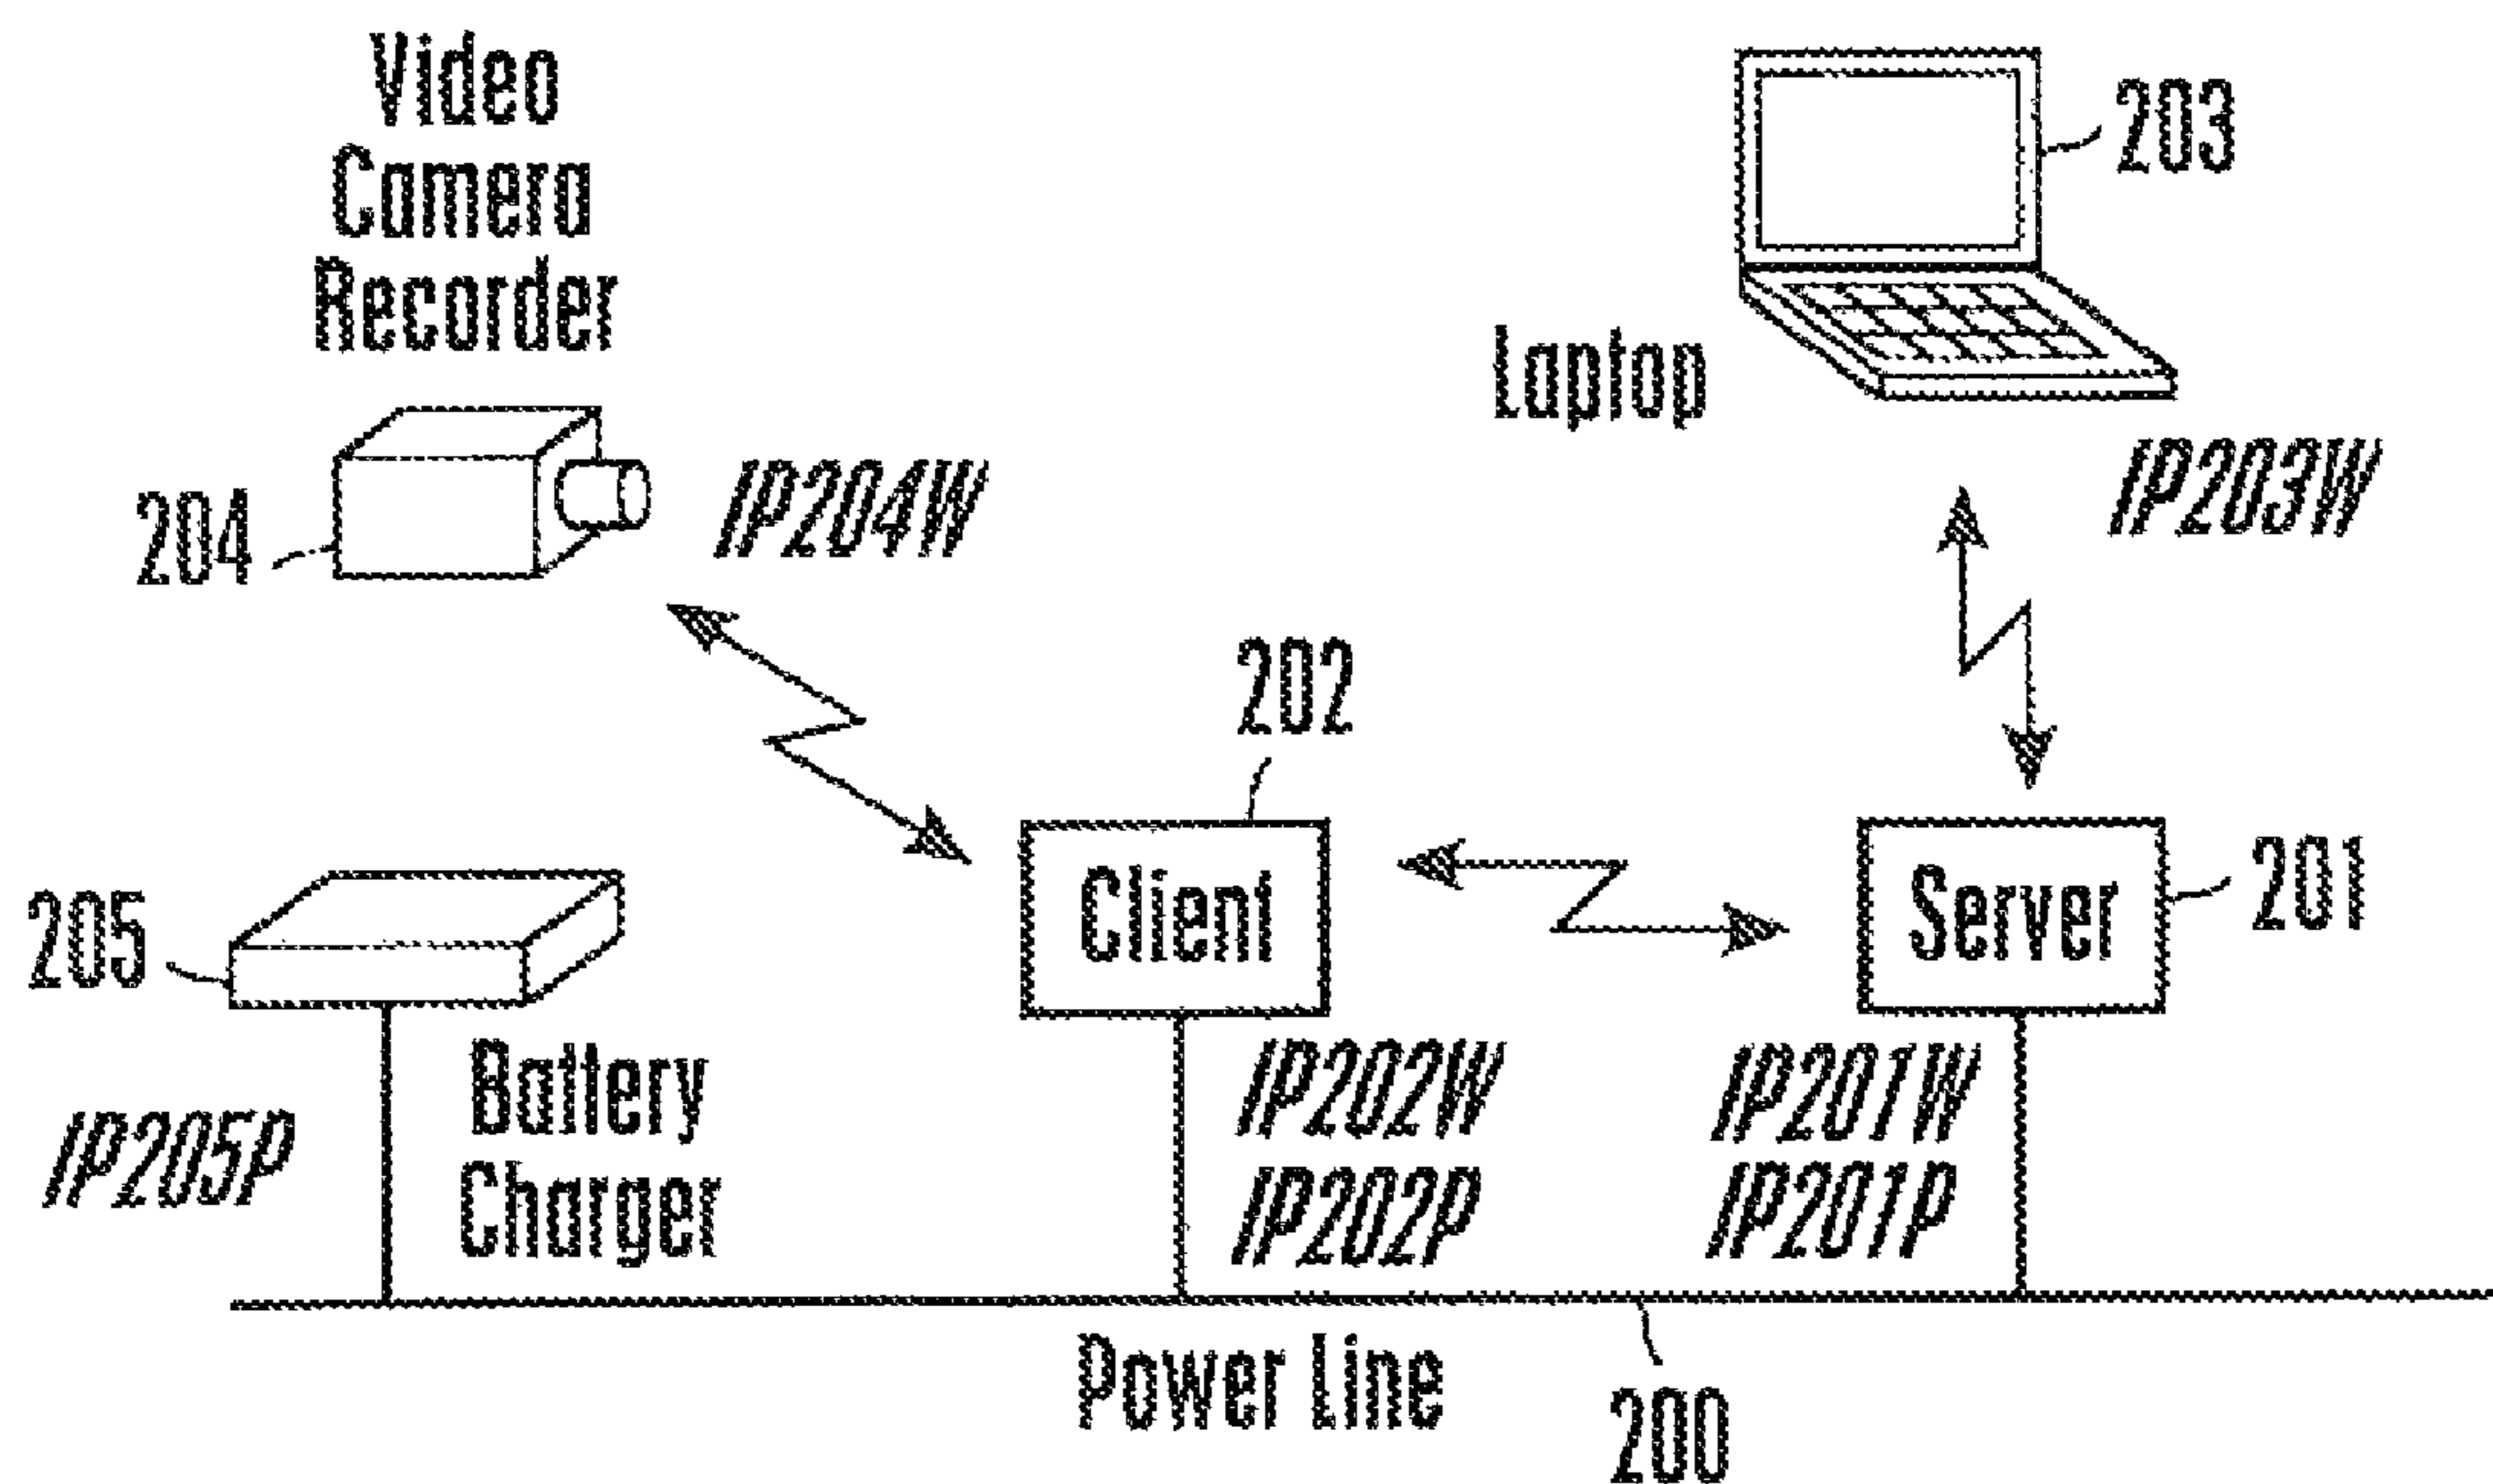 Video
Camera
Recorder
203
Laptop
IP203W
204
IP204W
202
205
Client
Server
201
Battery
Charger
IP205P
IP202W
IP202P
IP201W
IP201P
Power Line
200